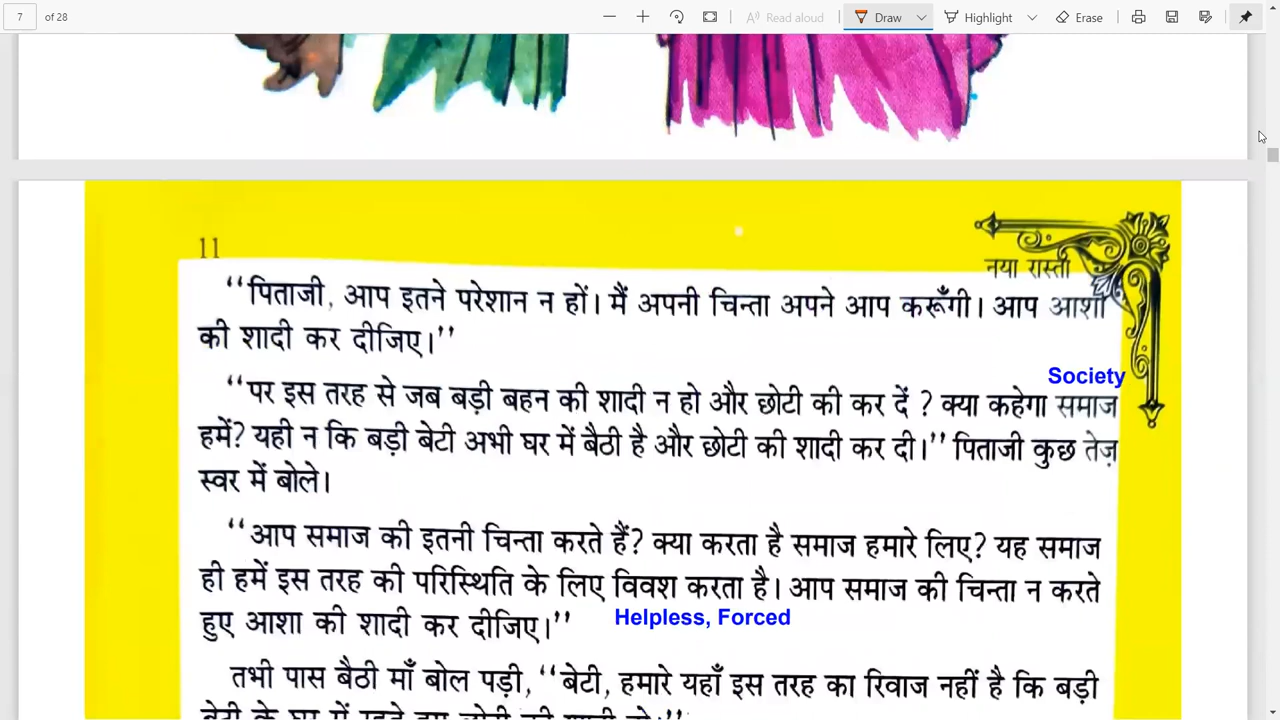 7 of 28 Read aloud Draw Highlight Erase
11
नया रास्ता
‘‘पिताजी, आप इतने परेशान न हों। मैं अपनी चिन्ता अपने आप करूँगी। आप आशा
की शादी कर दीजिए।’’
Society
‘‘पर इस तरह से जब बड़ी बहन की शादी न हो और छोटी की कर दें ? क्या कहेगा समाज
हमें? यही न कि बड़ी बेटी अभी घर में बैठी है और छोटी की शादी कर दी।’’ पिताजी कुछ तेज़
स्वर में बोले।
‘‘आप समाज की इतनी चिन्ता करते हैं? क्या करता है समाज हमारे लिए? यह समाज
ही हमें इस तरह की परिस्थिति के लिए विवश करता है। आप समाज की चिन्ता न करते
Helpless, Forced
हुए आशा की शादी कर दीजिए।’’
तभी पास बैठी माँ बोल पड़ी, ‘‘बेटी, हमारे यहाँ इस तरह का रिवाज नहीं है कि बड़ी